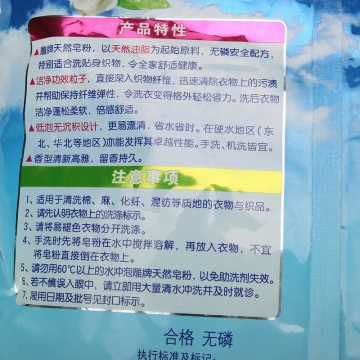 产品特性
▲雕牌天然皂粉，以天然油脂为起始原料，无磷安全配方，
特别适合洗贴身织物，令全家舒适健康。
▲洁净功效粒子，直接深入织物纤维，迅速清除衣物上的污渍
并帮助保持纤维弹性，令洗衣变得格外轻松省力。洗后衣物
洁净蓬松柔软，倍感舒适。
▲低泡无沉积设计，更易漂清，省水省时。在硬水地区（东
北、华北等地区）亦能发挥其卓越性能。手洗、机洗皆宜。
▲香型清新高雅，留香持久。
注意事项
1、适用于清洗棉、麻、化纤、混纺等质地的衣物与织品。
2、请先认明衣物上的洗涤标示。
3、请将易褪色衣物分开洗涤。
4、手洗时先将皂粉在水中搅拌溶解，再放入衣物，不宜
将皂粉直接倒在衣物上。
5、请勿用60℃以上的水冲泡雕牌天然皂粉，以免助洗剂失效。
6、若不慎误入眼中，请立即用大量清水冲洗并及时就诊。
7、限用日期及批号见封口标示。
合格 无磷
执行标准及标记：